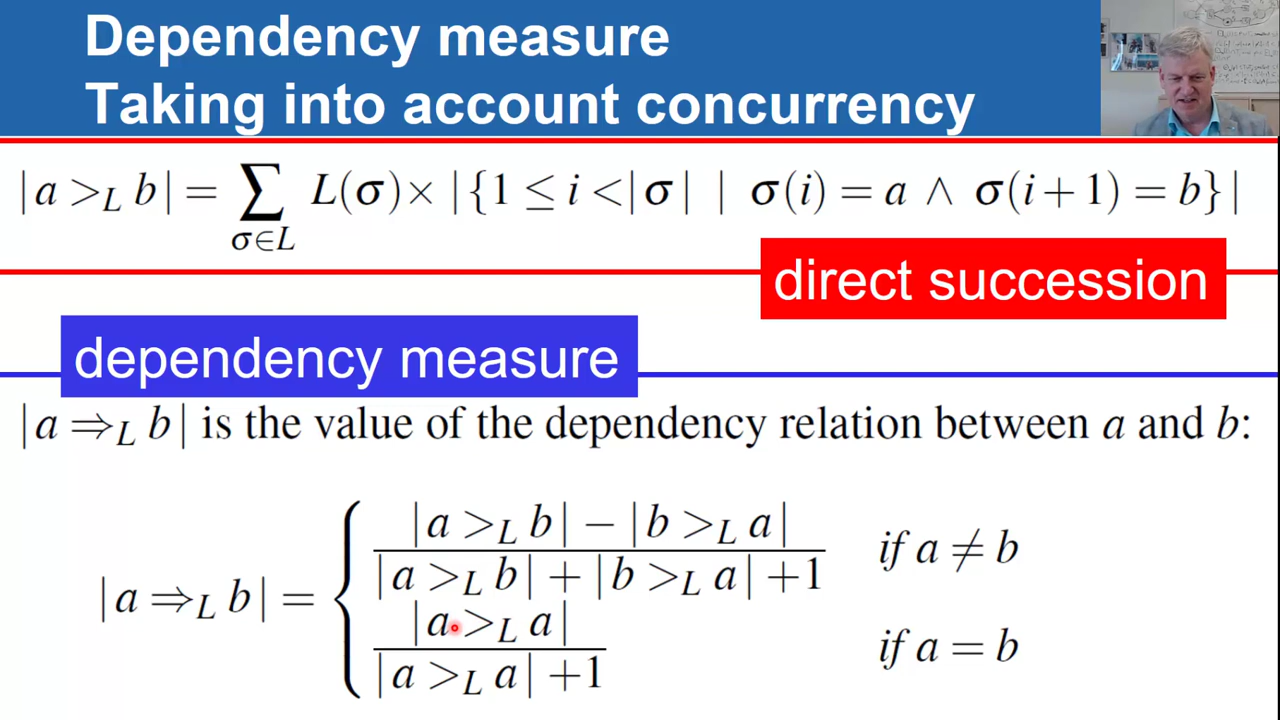 Dependency measure
Taking into account concurrency
|a >_L b| = ∑_{σ∈L} L(σ)× |{1 ≤ i <|σ| | σ(i) = a ∧ σ(i+1) = b}|
direct succession
dependency measure
|a ⇒_L b| is the value of the dependency relation between a and b:
|a ⇒_L b| = { (|a >_L b| − |b >_L a|) / (|a >_L b| + |b >_L a| +1) if a ≠ b
|a >_L a| / (|a >_L a| +1) if a = b